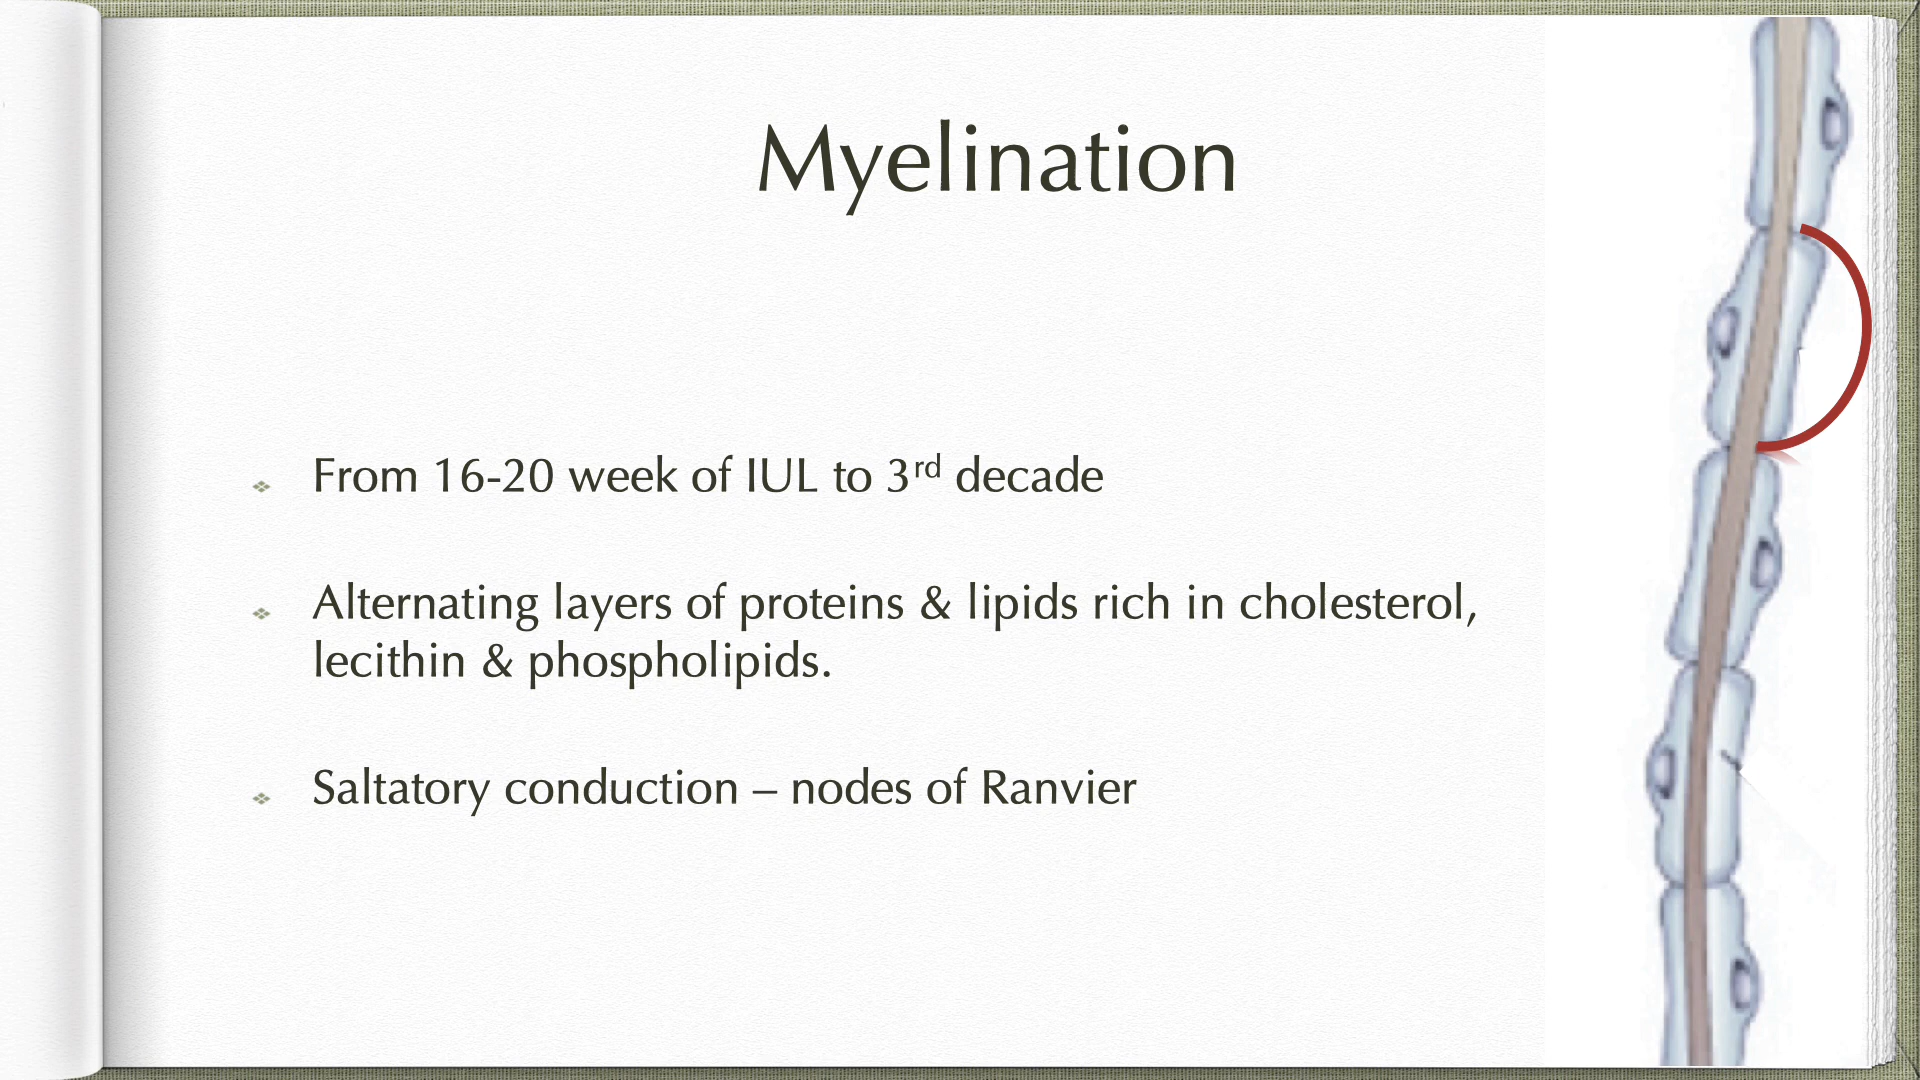 Myelination
From 16-20 week of IUL to 3rd decade
Alternating layers of proteins & lipids rich in cholesterol,
lecithin & phospholipids.
Saltatory conduction – nodes of Ranvier